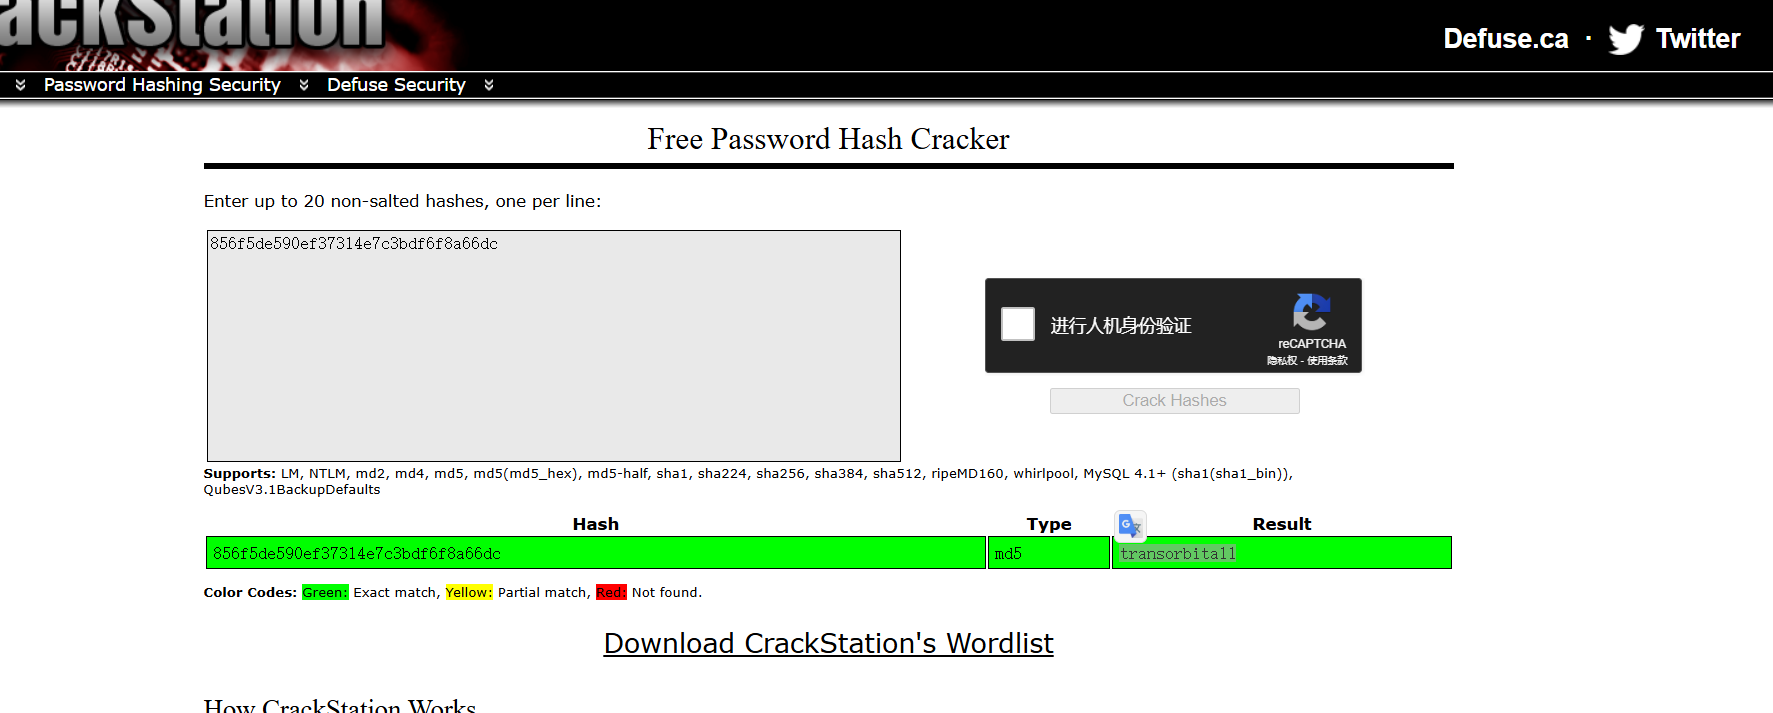 ackStation
Defuse.ca · Twitter
Password Hashing Security Defuse Security
Free Password Hash Cracker
Enter up to 20 non-salted hashes, one per line:
856f5de590ef37314e7c3bdf6f8a66dc
进行人机身份验证
reCAPTCHA
隐私权 - 使用条款
Crack Hashes
Supports: LM, NTLM, md2, md4, md5, md5(md5_hex), md5-half, sha1, sha224, sha256, sha384, sha512, ripeMD160, whirlpool, MySQL 4.1+ (sha1(sha1_bin)),
QubesV3.1BackupDefaults
Hash Type Result
856f5de590ef37314e7c3bdf6f8a66dc md5 transorbital1
Color Codes: Green: Exact match, Yellow: Partial match, Red: Not found.
Download CrackStation's Wordlist
How CrackStation Works